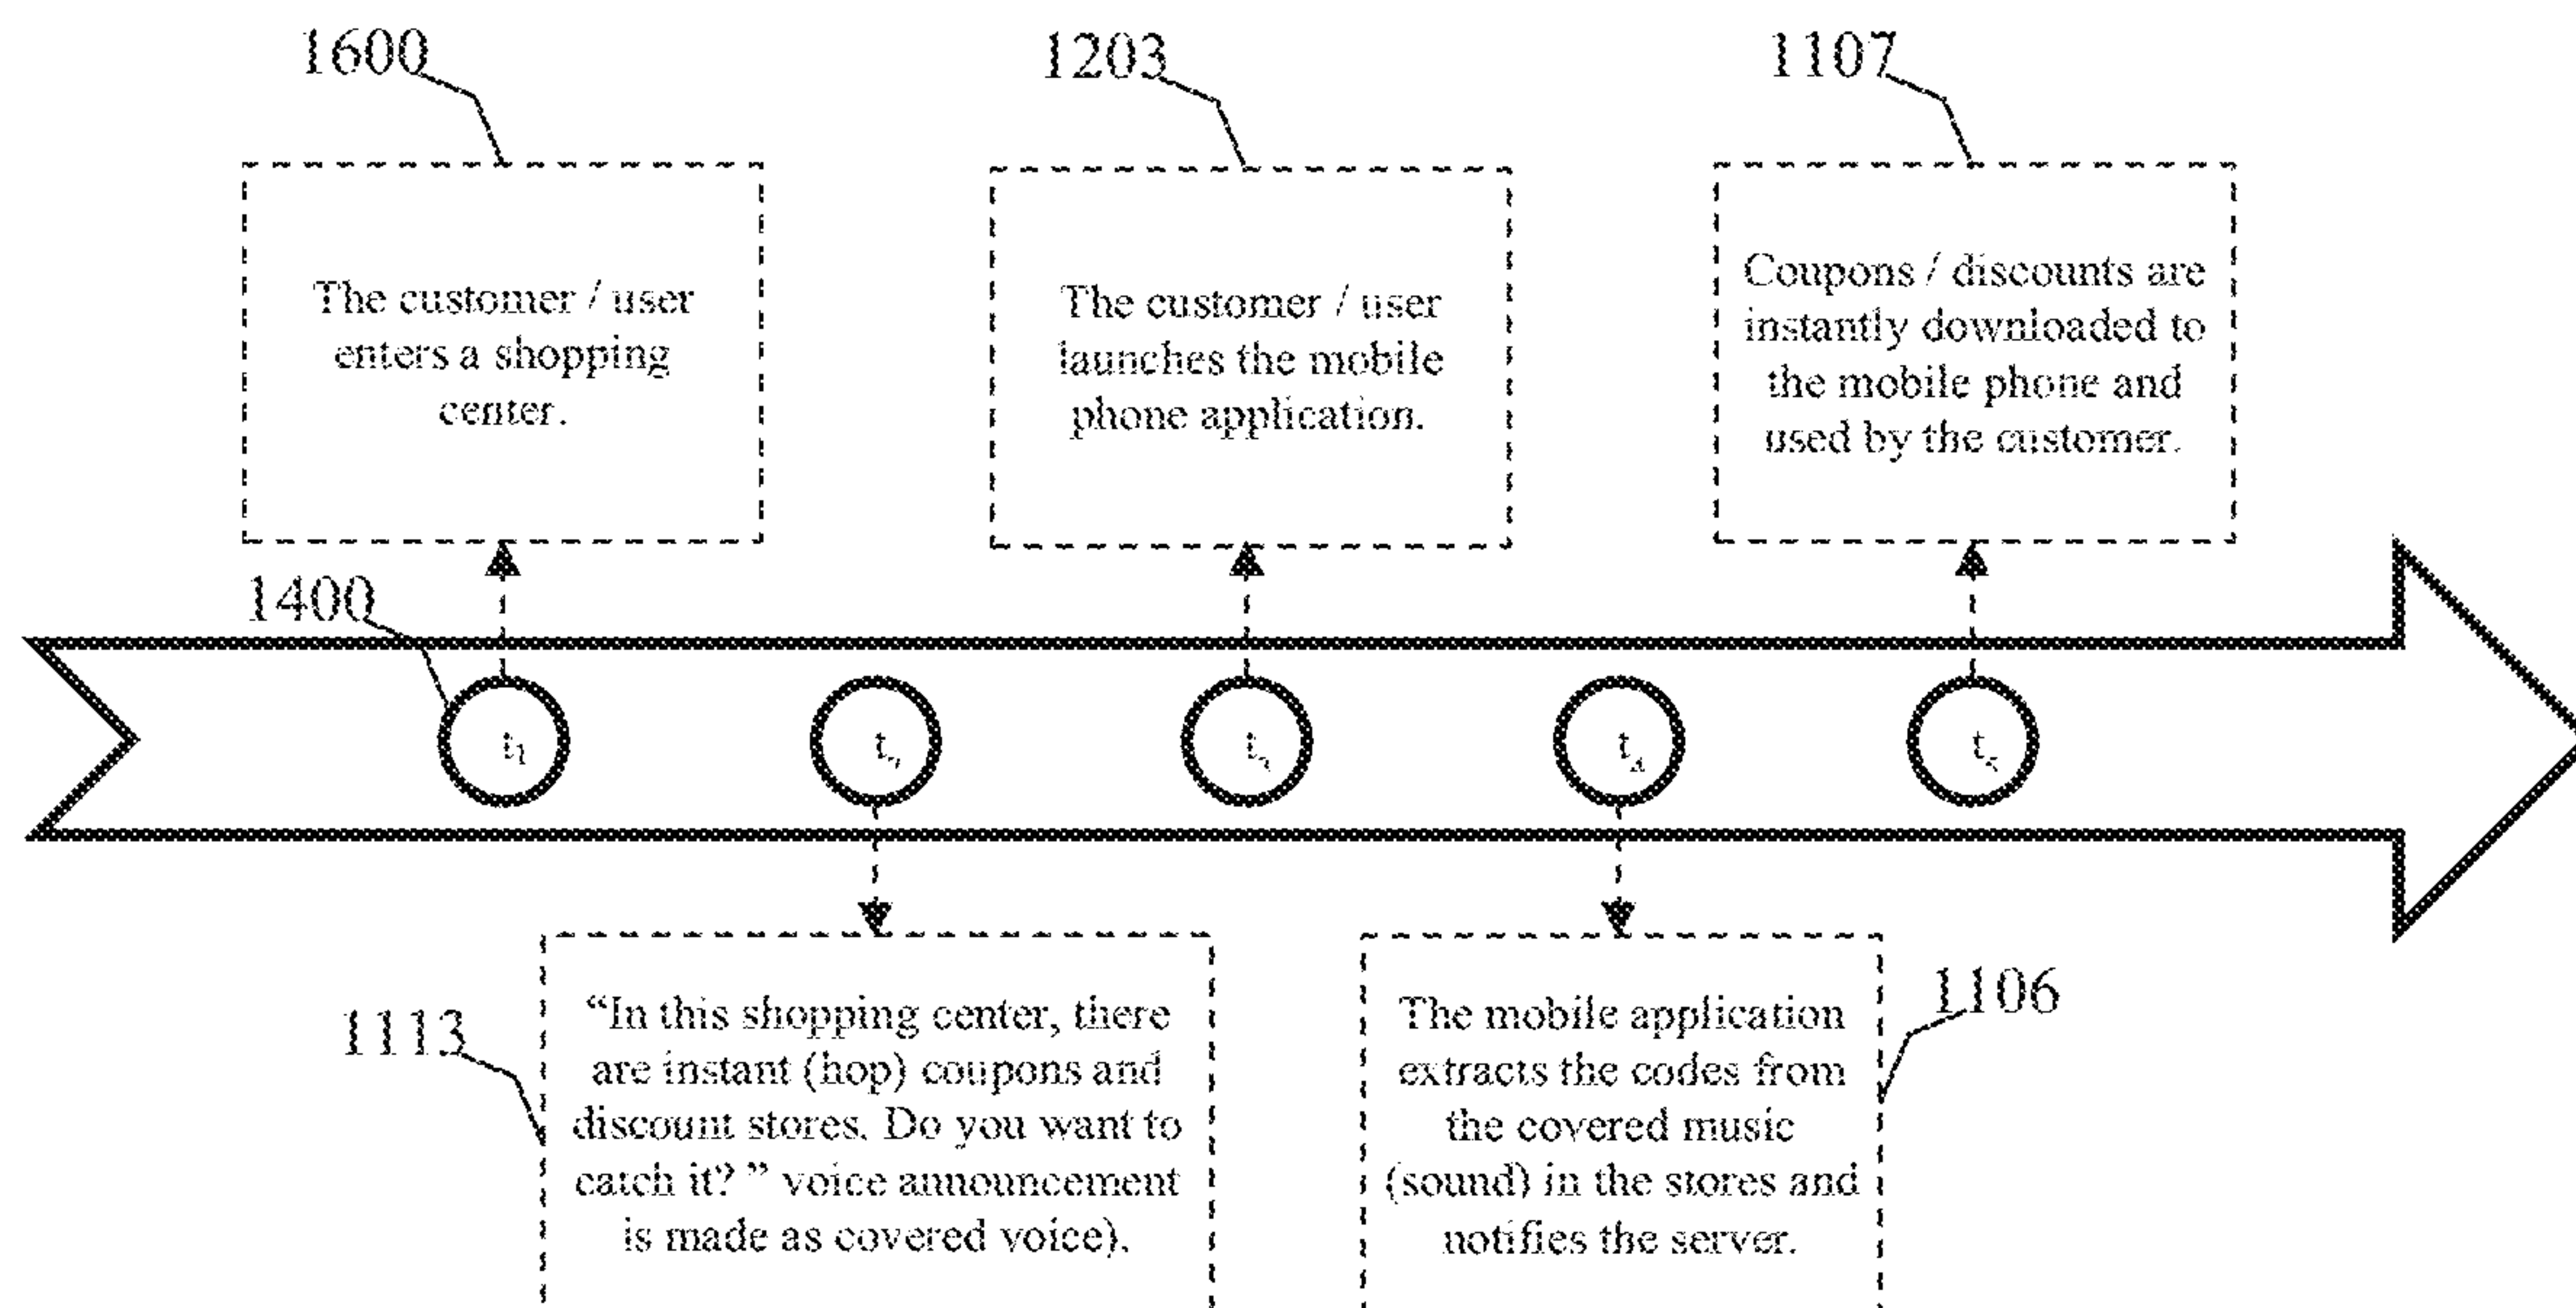 1600
1203
1107
The customer / user
enters a shopping
center.
The customer / user
launches the mobile
phone application.
Coupons / discounts are
instantly downloaded to
the mobile phone and
used by the customer.
1400
t₁
t₂
t₃
t₄
t₅
1113
“In this shopping center, there
are instant (hop) coupons and
discount stores. Do you want to
catch it? ” voice announcement
is made as covered voice).
The mobile application
extracts the codes from
the covered music
(sound) in the stores and
notifies the server.
1106